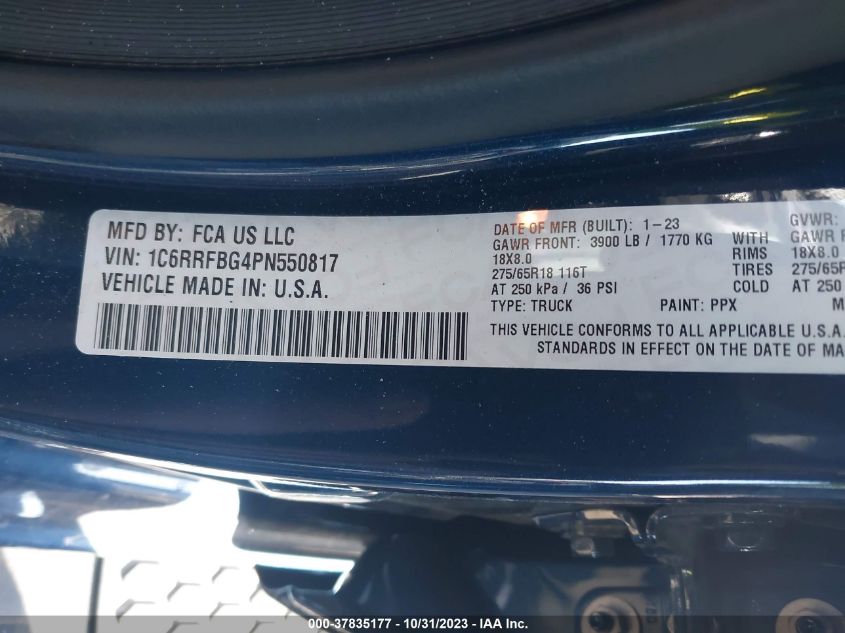 MFD BY: FCA US LLC
VIN: 1C6RRFBG4PN550817
VEHICLE MADE IN: U.S.A.
DATE OF MFR (BUILT): 1-23
GAWR FRONT: 3900 LB / 1770 KG
18X8.0
275/65R18 116T
AT 250 kPa / 36 PSI
TYPE: TRUCK
PAINT: PPX
WITH
RIMS
TIRES
COLD
GVWR:
GAWR
18X8.0
275/65R
AT 250
THIS VEHICLE CONFORMS TO ALL APPLICABLE U.S.A.
STANDARDS IN EFFECT ON THE DATE OF MA
000-37835177 - 10/31/2023 - IAA Inc.